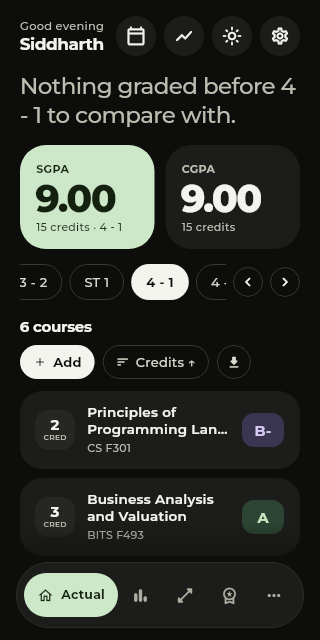 Good evening
Siddharth
Nothing graded before 4
- 1 to compare with.
SGPA
9.00
15 credits · 4 - 1
CGPA
9.00
15 credits
3 - 2
ST 1
4 - 1
4 -
6 courses
+ Add
Credits ↑
2
CRED
Principles of
Programming Lan...
CS F301
B-
3
CRED
Business Analysis
and Valuation
BITS F493
A
Actual